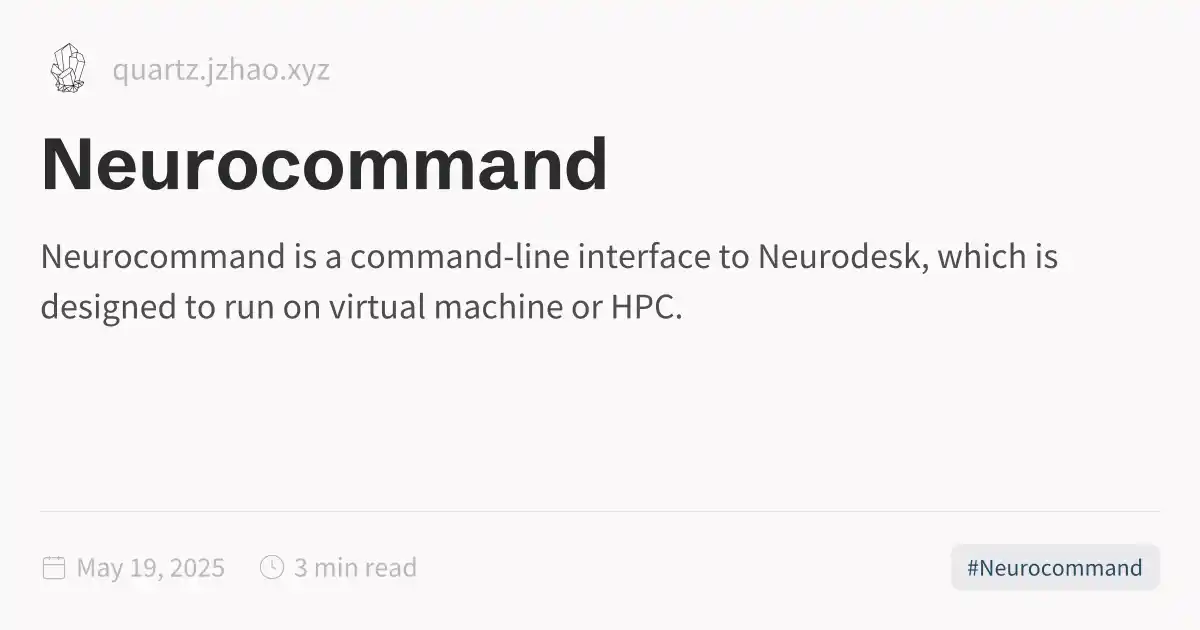 quartz.jzhao.xyz
Neurocommand
Neurocommand is a command-line interface to Neurodesk, which is
designed to run on virtual machine or HPC.
May 19, 2025
3 min read
#Neurocommand